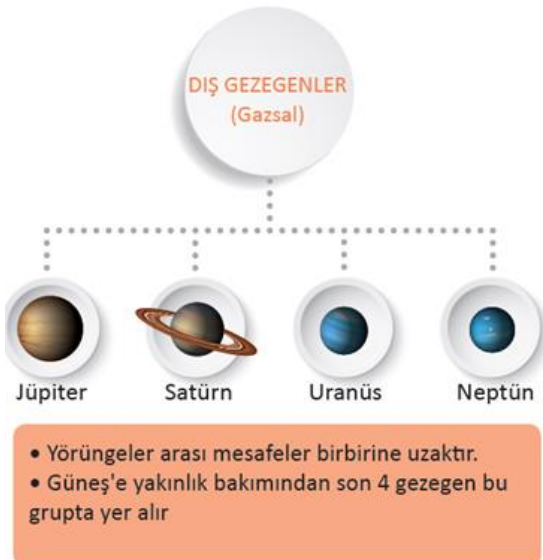 DIŞ GEZEGENLER
(Gazsal)
Jüpiter
Satürn
Uranüs
Neptün
• Yörüngeler arası mesafeler birbirine uzaktır.
• Güneş'e yakınlık bakımından son 4 gezegen bu
grupta yer alır